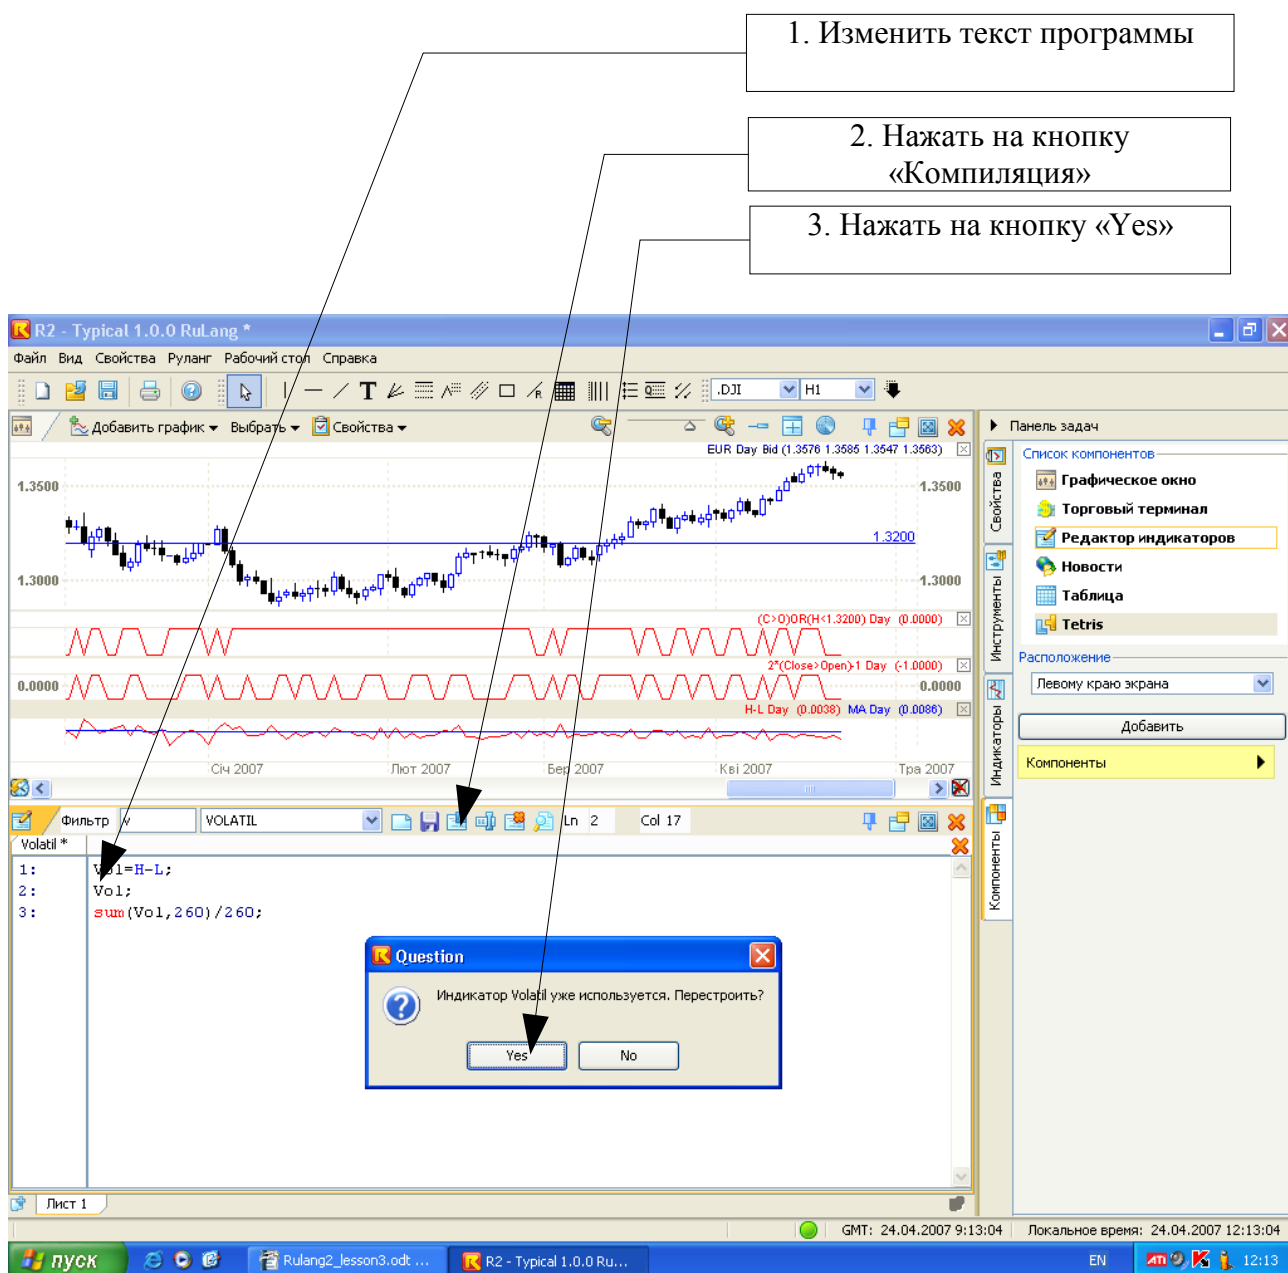 1. Изменить текст программы
2. Нажать на кнопку
«Компиляция»
3. Нажать на кнопку «Yes»
R2 - Typical 1.0.0 RuLang *
Файл Вид Свойства Руланг Рабочий стол Справка
.DJI H1
Добавить график Выбрать Свойства
EUR Day Bid (1.3576 1.3585 1.3547 1.3563)
1.3500 1.3500
1.3200
1.3000 1.3000
(C>O)OR(H<1.3200) Day (0.0000)
2*(Close>Open)-1 Day (-1.0000)
0.0000 0.0000
H-L Day (0.0038) MA Day (0.0086)
Січ 2007 Лют 2007 Бер 2007 Кві 2007 Тра 2007
Фильтр v VOLATIL Ln 2 Col 17
Volatil *
1: Vol=H-L;
2: Vol;
3: sum(Vol,260)/260;
Question
Индикатор Volatil уже используется. Перестроить?
Yes No
Лист 1
Свойства
Инструменты
Индикаторы
Компоненты
Панель задач
Список компонентов
Графическое окно
Торговый терминал
Редактор индикаторов
Новости
Таблица
Tetris
Расположение
Левому краю экрана
Добавить
Компоненты
GMT: 24.04.2007 9:13:04 Локальное время: 24.04.2007 12:13:04
пуск Rulang2_lesson3.odt ... R2 - Typical 1.0.0 Ru... EN ATI 12:13